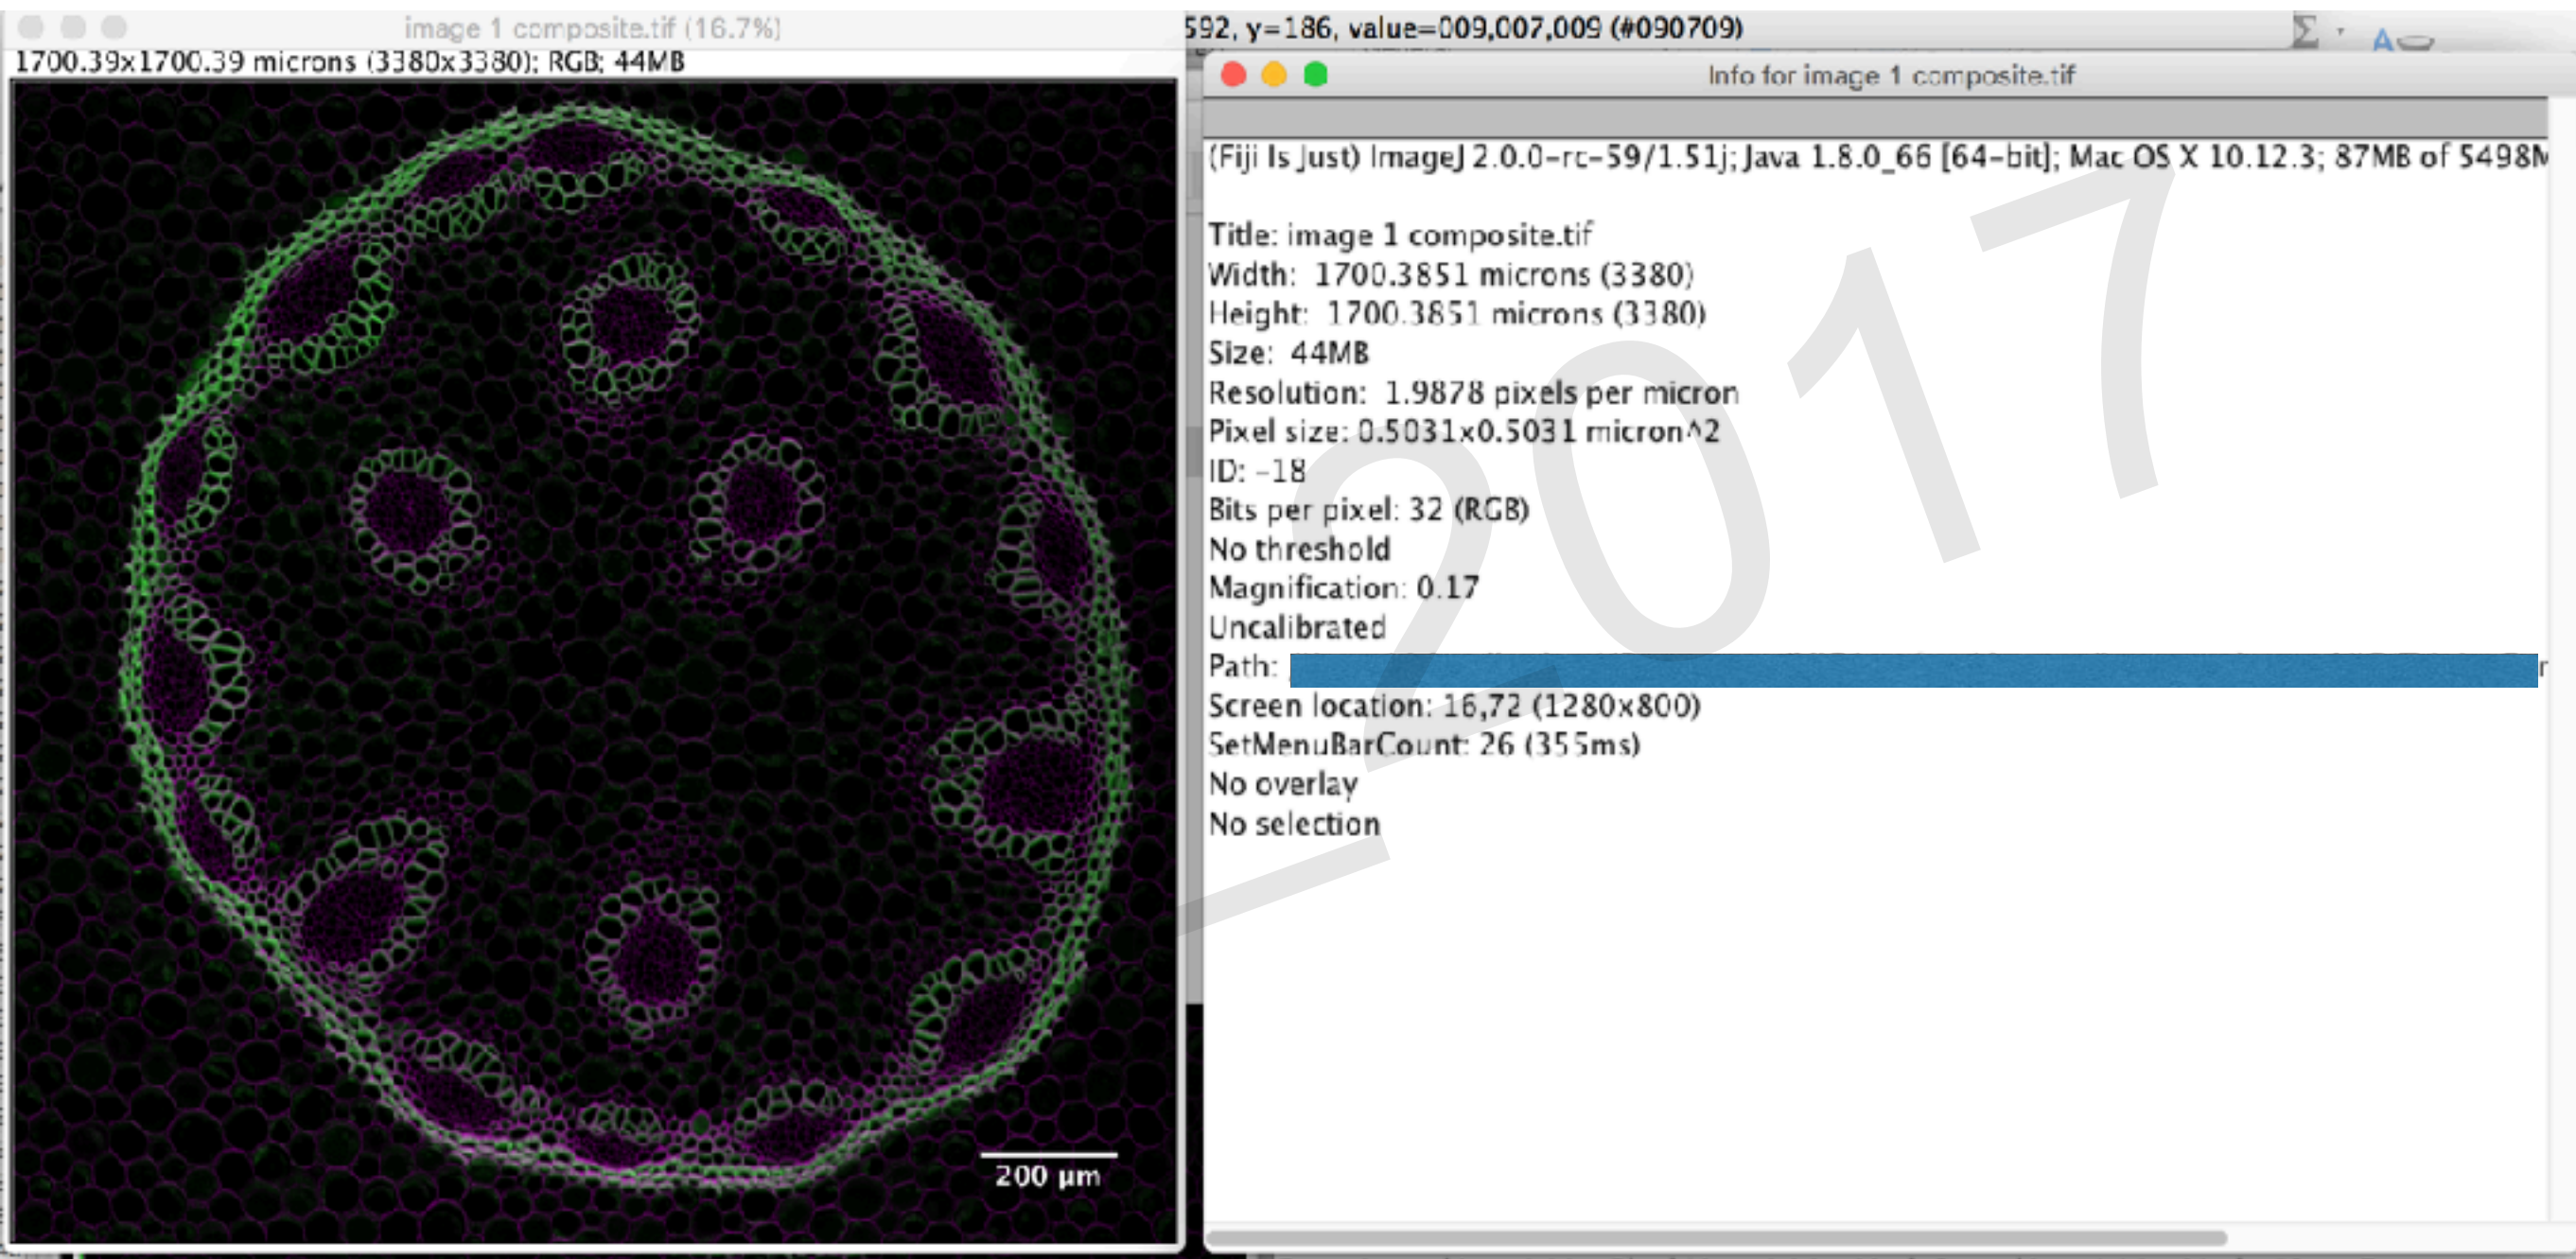 image 1 composite.tif (16.7%)
1700.39x1700.39 microns (3380x3380); RGB; 44MB
200 µm
592, y=186, value=009,007,009 (#090709)
Σ
A
Info for image 1 composite.tif
(Fiji Is Just) ImageJ 2.0.0-rc-59/1.51j; Java 1.8.0_66 [64-bit]; Mac OS X 10.12.3; 87MB of 5498M
Title: image 1 composite.tif
Width:  1700.3851 microns (3380)
Height:  1700.3851 microns (3380)
Size:  44MB
Resolution:  1.9878 pixels per micron
Pixel size: 0.5031x0.5031 micron^2
ID: -18
Bits per pixel: 32 (RGB)
No threshold
Magnification: 0.17
Uncalibrated
Path:
Screen location: 16,72 (1280x800)
SetMenuBarCount: 26 (355ms)
No overlay
No selection
_2017